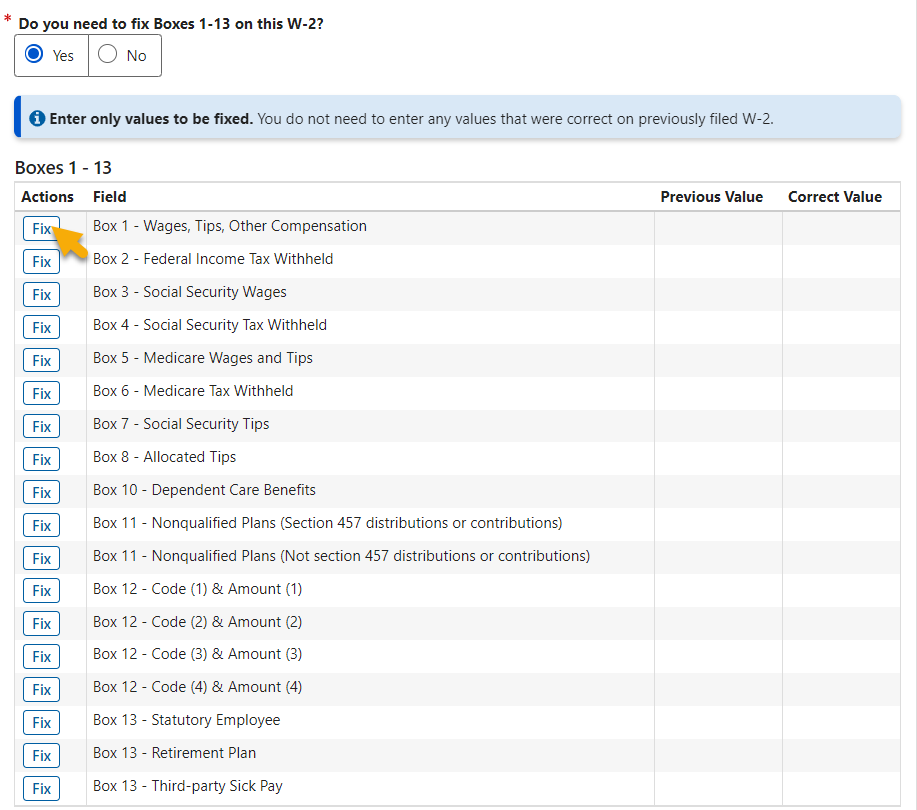 * Do you need to fix Boxes 1-13 on this W-2?
Yes No
Enter only values to be fixed. You do not need to enter any values that were correct on previously filed W-2.
Boxes 1 - 13
Actions Field Previous Value Correct Value
Fix Box 1 - Wages, Tips, Other Compensation
Fix Box 2 - Federal Income Tax Withheld
Fix Box 3 - Social Security Wages
Fix Box 4 - Social Security Tax Withheld
Fix Box 5 - Medicare Wages and Tips
Fix Box 6 - Medicare Tax Withheld
Fix Box 7 - Social Security Tips
Fix Box 8 - Allocated Tips
Fix Box 10 - Dependent Care Benefits
Fix Box 11 - Nonqualified Plans (Section 457 distributions or contributions)
Fix Box 11 - Nonqualified Plans (Not section 457 distributions or contributions)
Fix Box 12 - Code (1) & Amount (1)
Fix Box 12 - Code (2) & Amount (2)
Fix Box 12 - Code (3) & Amount (3)
Fix Box 12 - Code (4) & Amount (4)
Fix Box 13 - Statutory Employee
Fix Box 13 - Retirement Plan
Fix Box 13 - Third-party Sick Pay